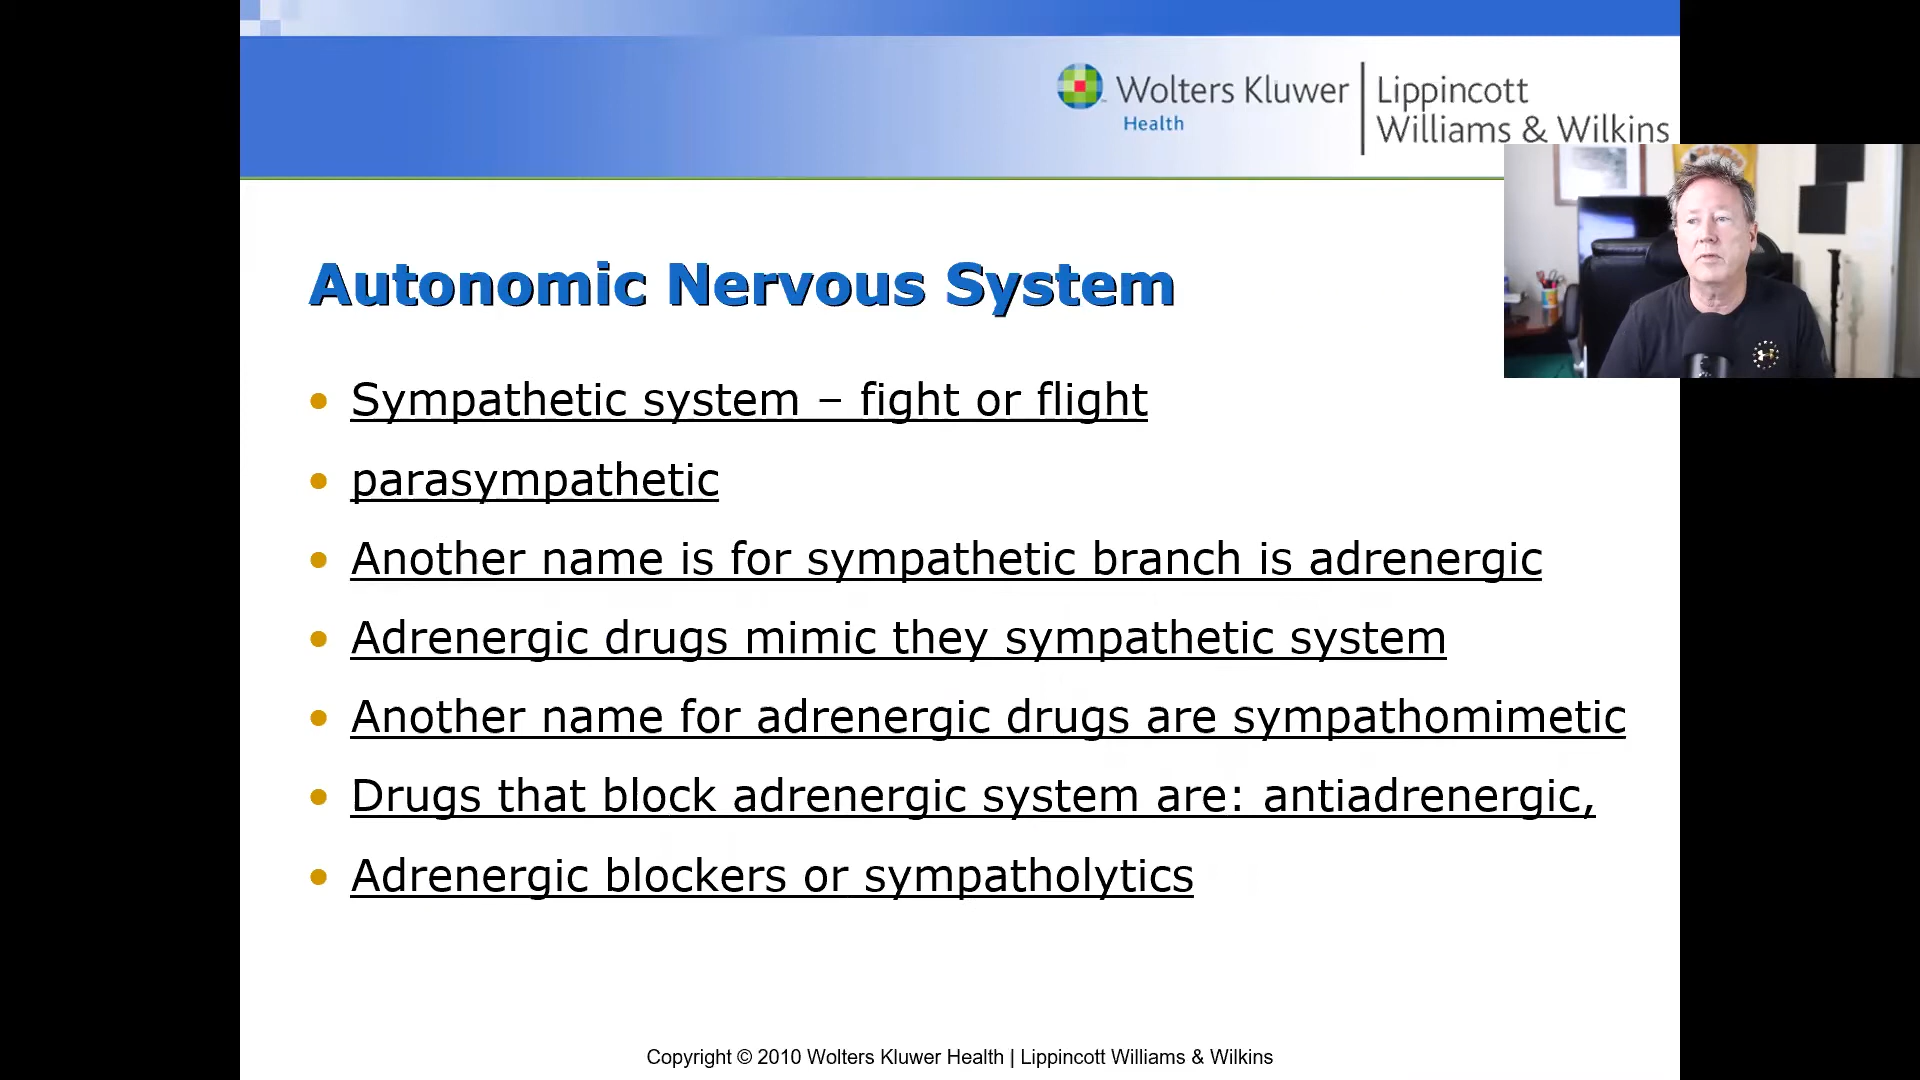 Wolters Kluwer
Health
Lippincott
Williams & Wilkins
Autonomic Nervous System
• Sympathetic system – fight or flight
• parasympathetic
• Another name is for sympathetic branch is adrenergic
• Adrenergic drugs mimic they sympathetic system
• Another name for adrenergic drugs are sympathomimetic
• Drugs that block adrenergic system are: antiadrenergic,
• Adrenergic blockers or sympatholytics
Copyright © 2010 Wolters Kluwer Health | Lippincott Williams & Wilkins